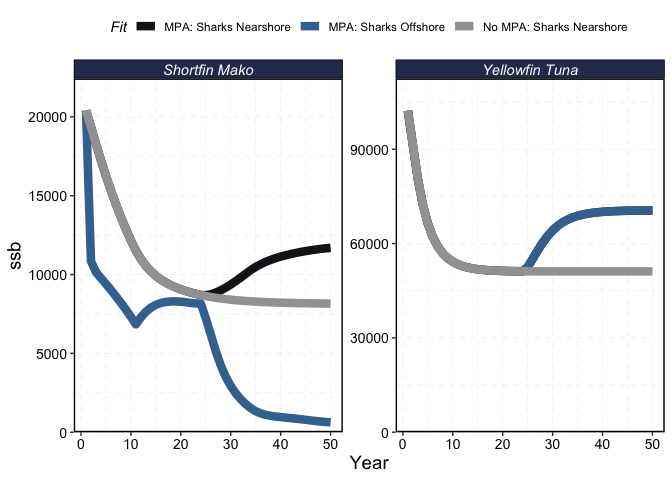 Fit MPA: Sharks Nearshore MPA: Sharks Offshore No MPA: Sharks Nearshore
Shortfin Mako
Yellowfin Tuna
ssb
20000
15000
10000
5000
0
0 10 20 30 40 50
90000
60000
30000
0
0 10 20 30 40 50
Year